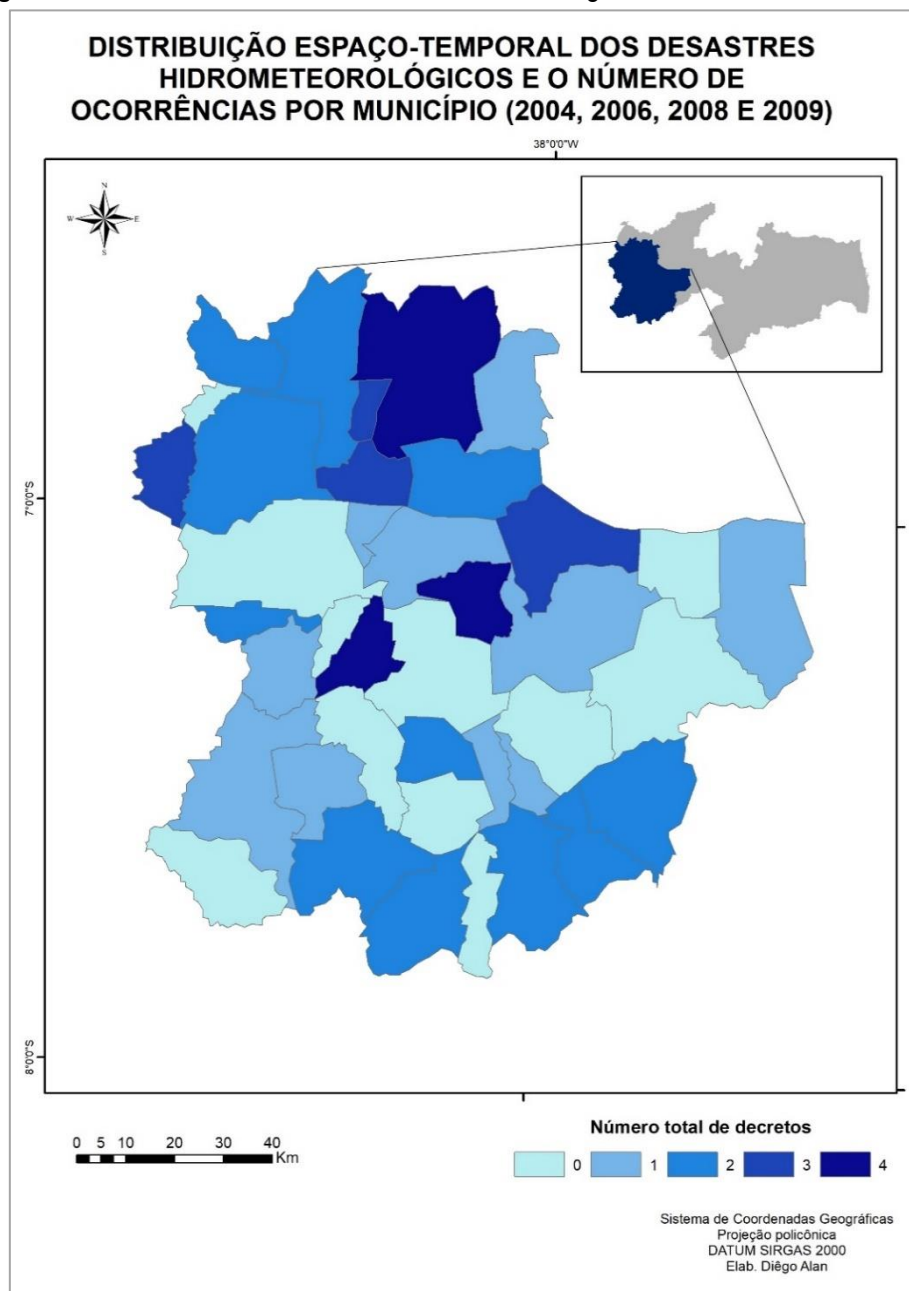 DISTRIBUIÇÃO ESPAÇO-TEMPORAL DOS DESASTRES
HIDROMETEOROLÓGICOS E O NÚMERO DE
OCORRÊNCIAS POR MUNICÍPIO (2004, 2006, 2008 E 2009)
38°0'0"W
N
W E
S
7°0'0"S
8°0'0"S
0 5 10 20 30 40
Km
Número total de decretos
0 1 2 3 4
Sistema de Coordenadas Geográficas
Projeção policônica
DATUM SIRGAS 2000
Elab. Diêgo Alan